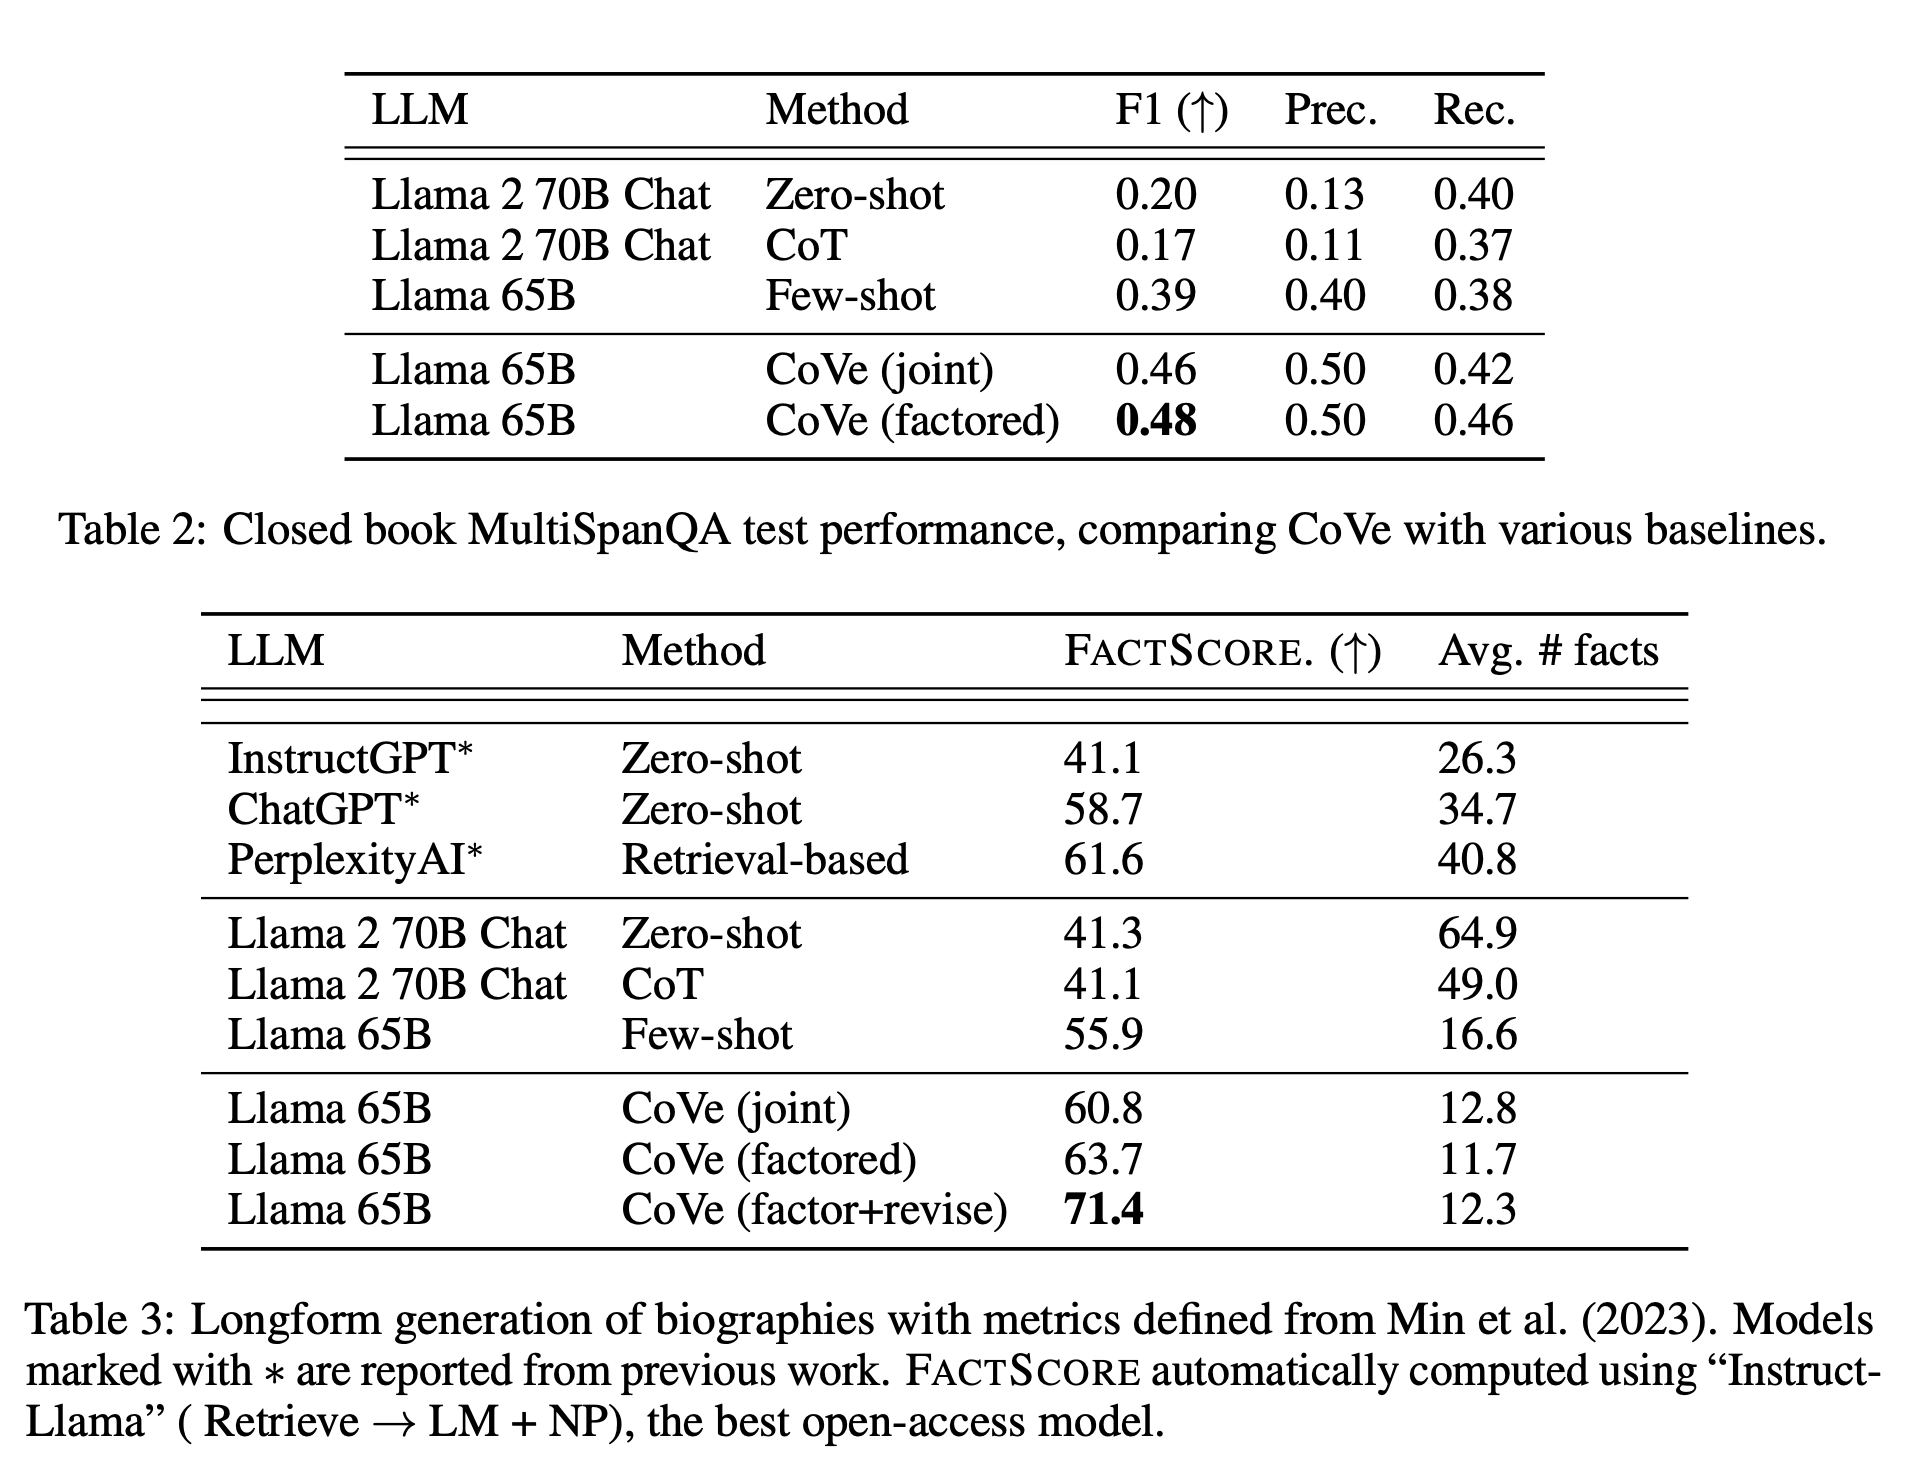 LLM Method F1 (↑) Prec. Rec.
Llama 2 70B Chat Zero-shot 0.20 0.13 0.40
Llama 2 70B Chat CoT 0.17 0.11 0.37
Llama 65B Few-shot 0.39 0.40 0.38
Llama 65B CoVe (joint) 0.46 0.50 0.42
Llama 65B CoVe (factored) 0.48 0.50 0.46
Table 2: Closed book MultiSpanQA test performance, comparing CoVe with various baselines.
LLM Method FACTSCORE. (↑) Avg. # facts
InstructGPT* Zero-shot 41.1 26.3
ChatGPT* Zero-shot 58.7 34.7
PerplexityAI* Retrieval-based 61.6 40.8
Llama 2 70B Chat Zero-shot 41.3 64.9
Llama 2 70B Chat CoT 41.1 49.0
Llama 65B Few-shot 55.9 16.6
Llama 65B CoVe (joint) 60.8 12.8
Llama 65B CoVe (factored) 63.7 11.7
Llama 65B CoVe (factor+revise) 71.4 12.3
Table 3: Longform generation of biographies with metrics defined from Min et al. (2023). Models
marked with * are reported from previous work. FACTSCORE automatically computed using “Instruct-
Llama” ( Retrieve → LM + NP), the best open-access model.